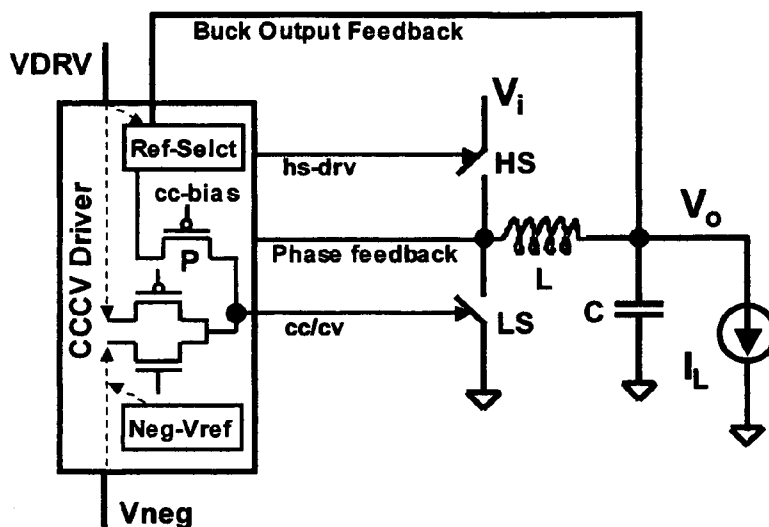 Buck Output Feedback
VDRV
Vi
Ref-Selct
hs-drv
HS
cc-bias
Vo
P
Phase feedback
L
CCCV Driver
cc/cv
LS
C
IL
Neg-Vref
Vneg